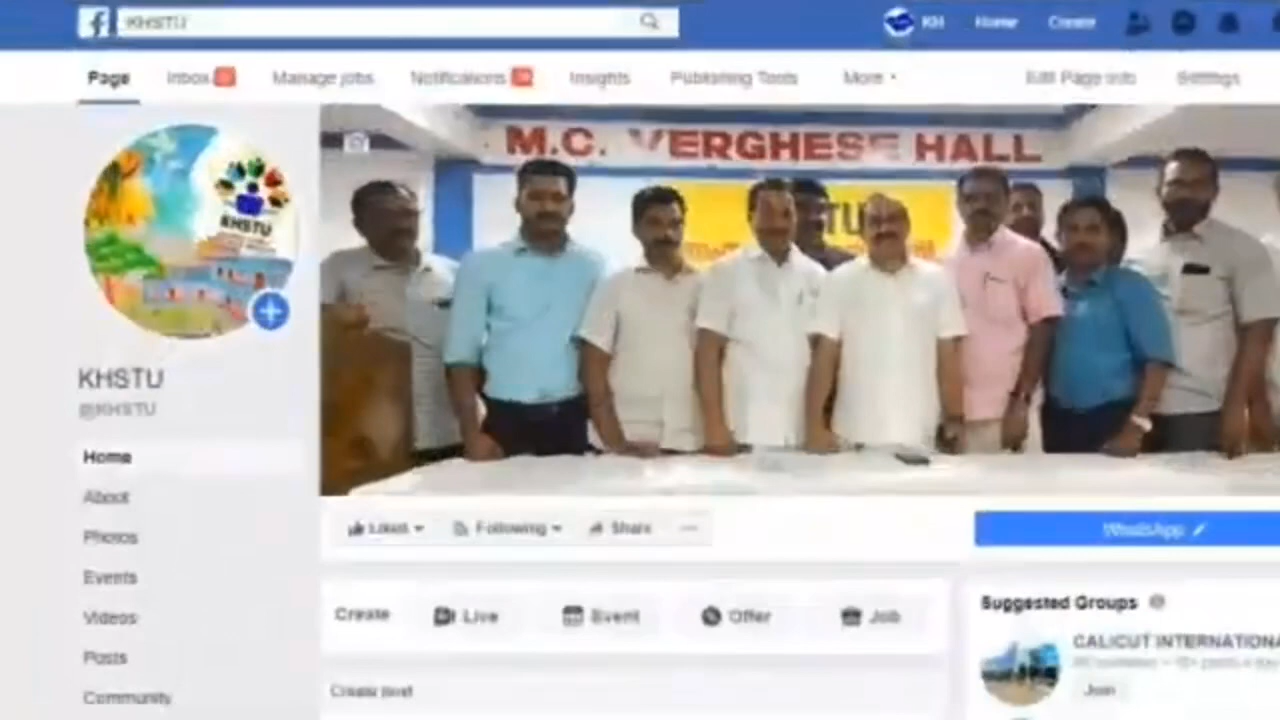 KHSTU
KH
Home
Create
Page
Inbox
Manage jobs
Notifications
Insights
Publishing Tools
More
Edit Page Info
Settings
M.C. VERGHESE HALL
TU
KHSTU
KHSTU
@KHSTU
Home
About
Photos
Events
Videos
Posts
Community
Liked
Following
Share
WhatsApp
Create
Live
Event
Offer
Job
Create post
Suggested Groups
CALICUT INTERNATIONA
Join